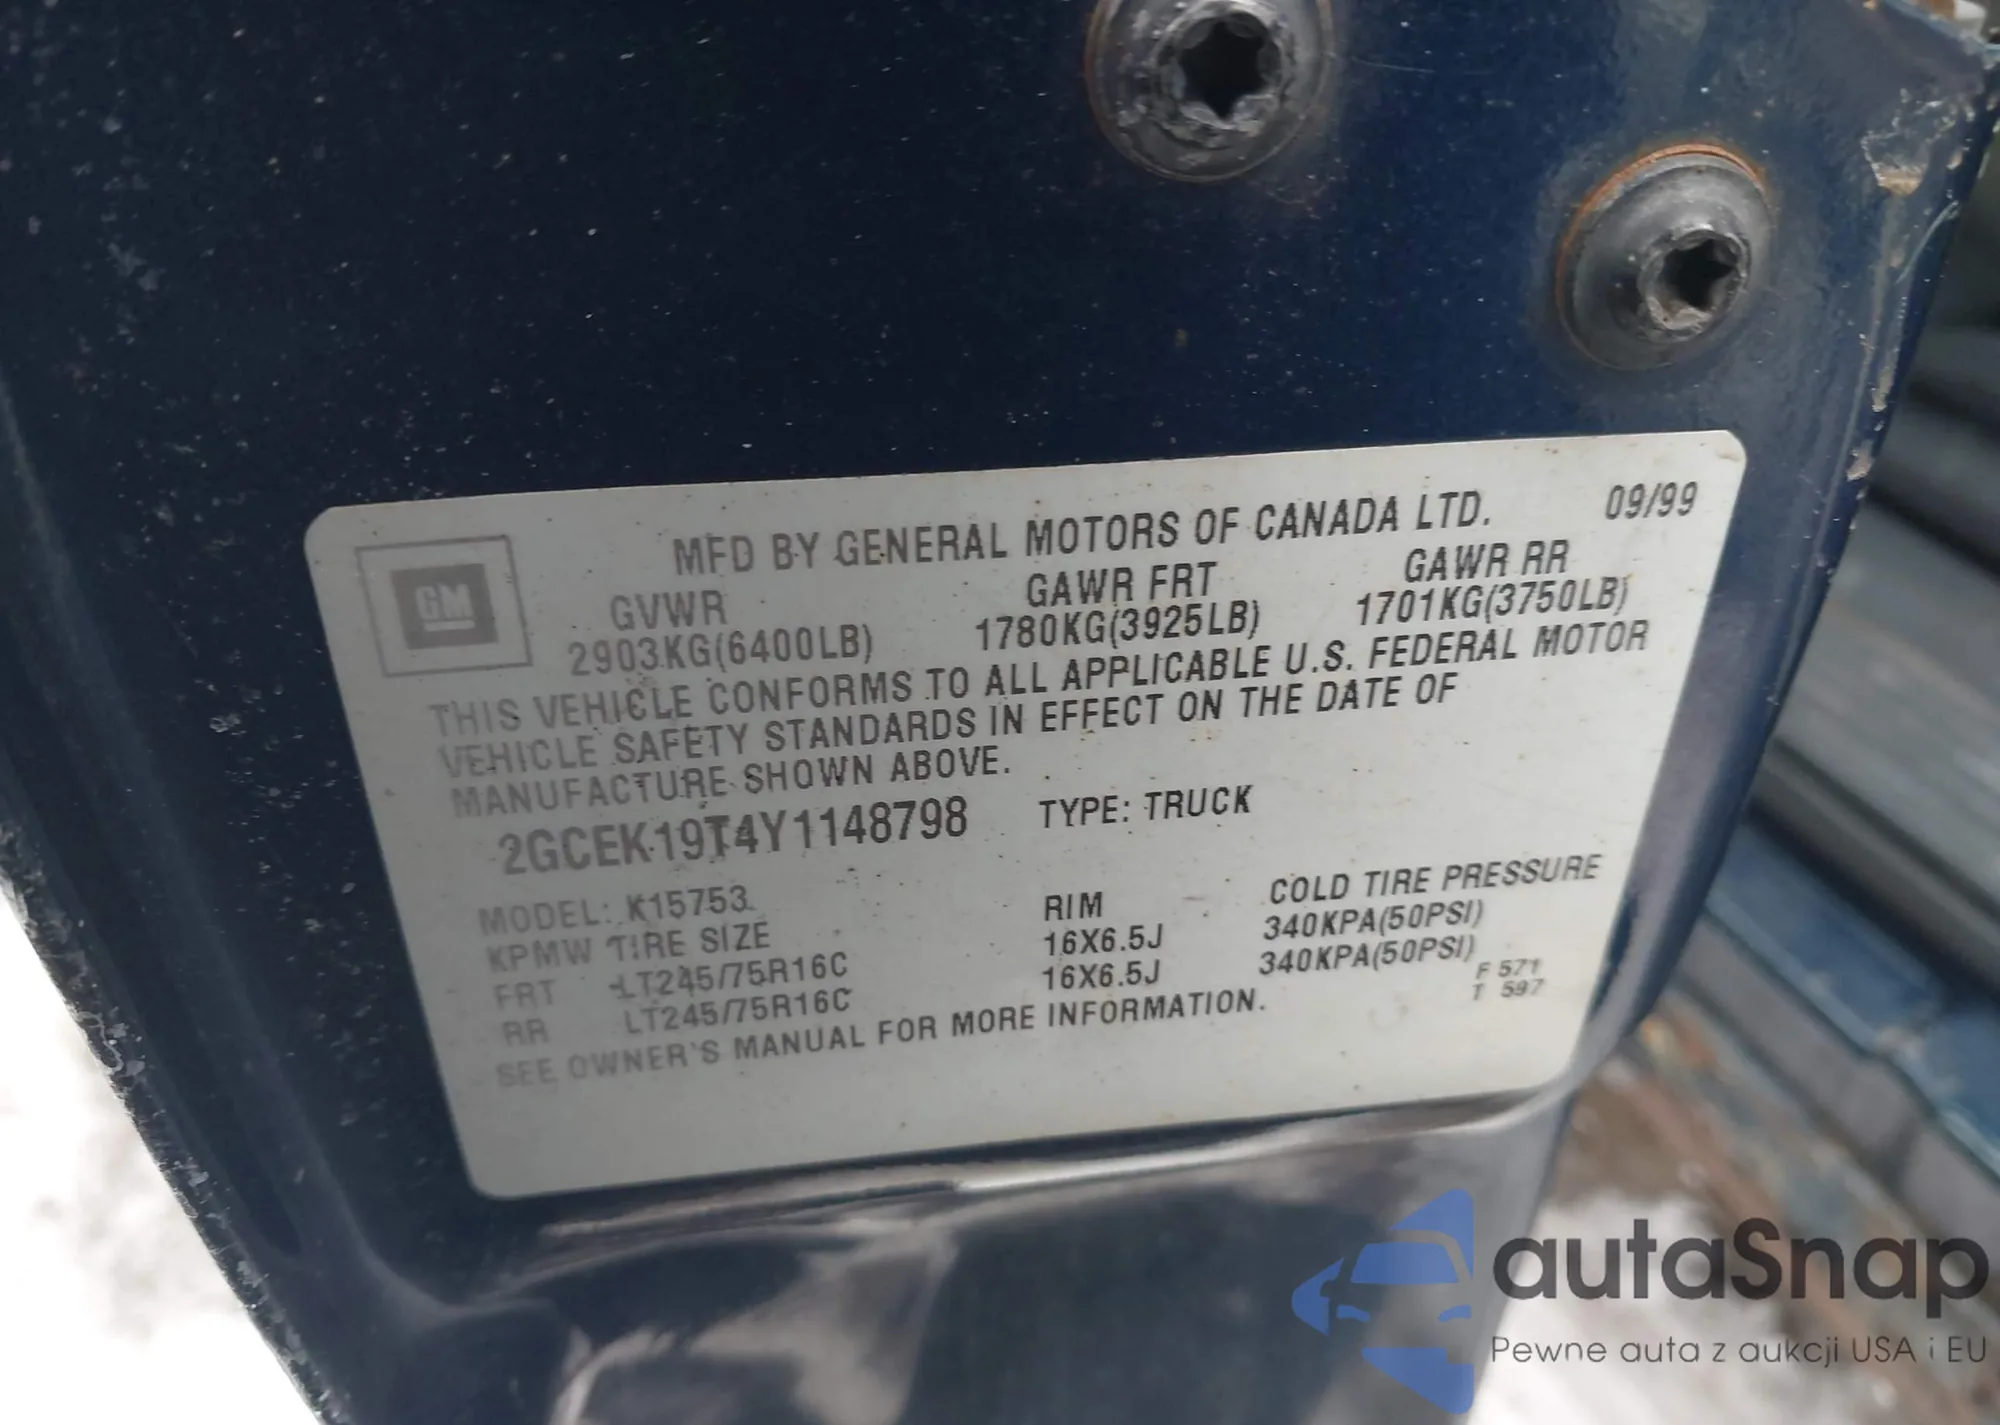 MFD BY GENERAL MOTORS OF CANADA LTD. 09/99
GM
GVWR GAWR FRT GAWR RR
2903KG(6400LB) 1780KG(3925LB) 1701KG(3750LB)
THIS VEHICLE CONFORMS TO ALL APPLICABLE U.S. FEDERAL MOTOR
VEHICLE SAFETY STANDARDS IN EFFECT ON THE DATE OF
MANUFACTURE SHOWN ABOVE.
2GCEK19T4Y1148798 TYPE: TRUCK
MODEL: K15753
KPMW TIRE SIZE RIM COLD TIRE PRESSURE
FRT LT245/75R16C 16X6.5J 340KPA(50PSI)
RR LT245/75R16C 16X6.5J 340KPA(50PSI)
SEE OWNER'S MANUAL FOR MORE INFORMATION.
F 571
T 597
autaSnap
Pewne auta z aukcji USA i EU